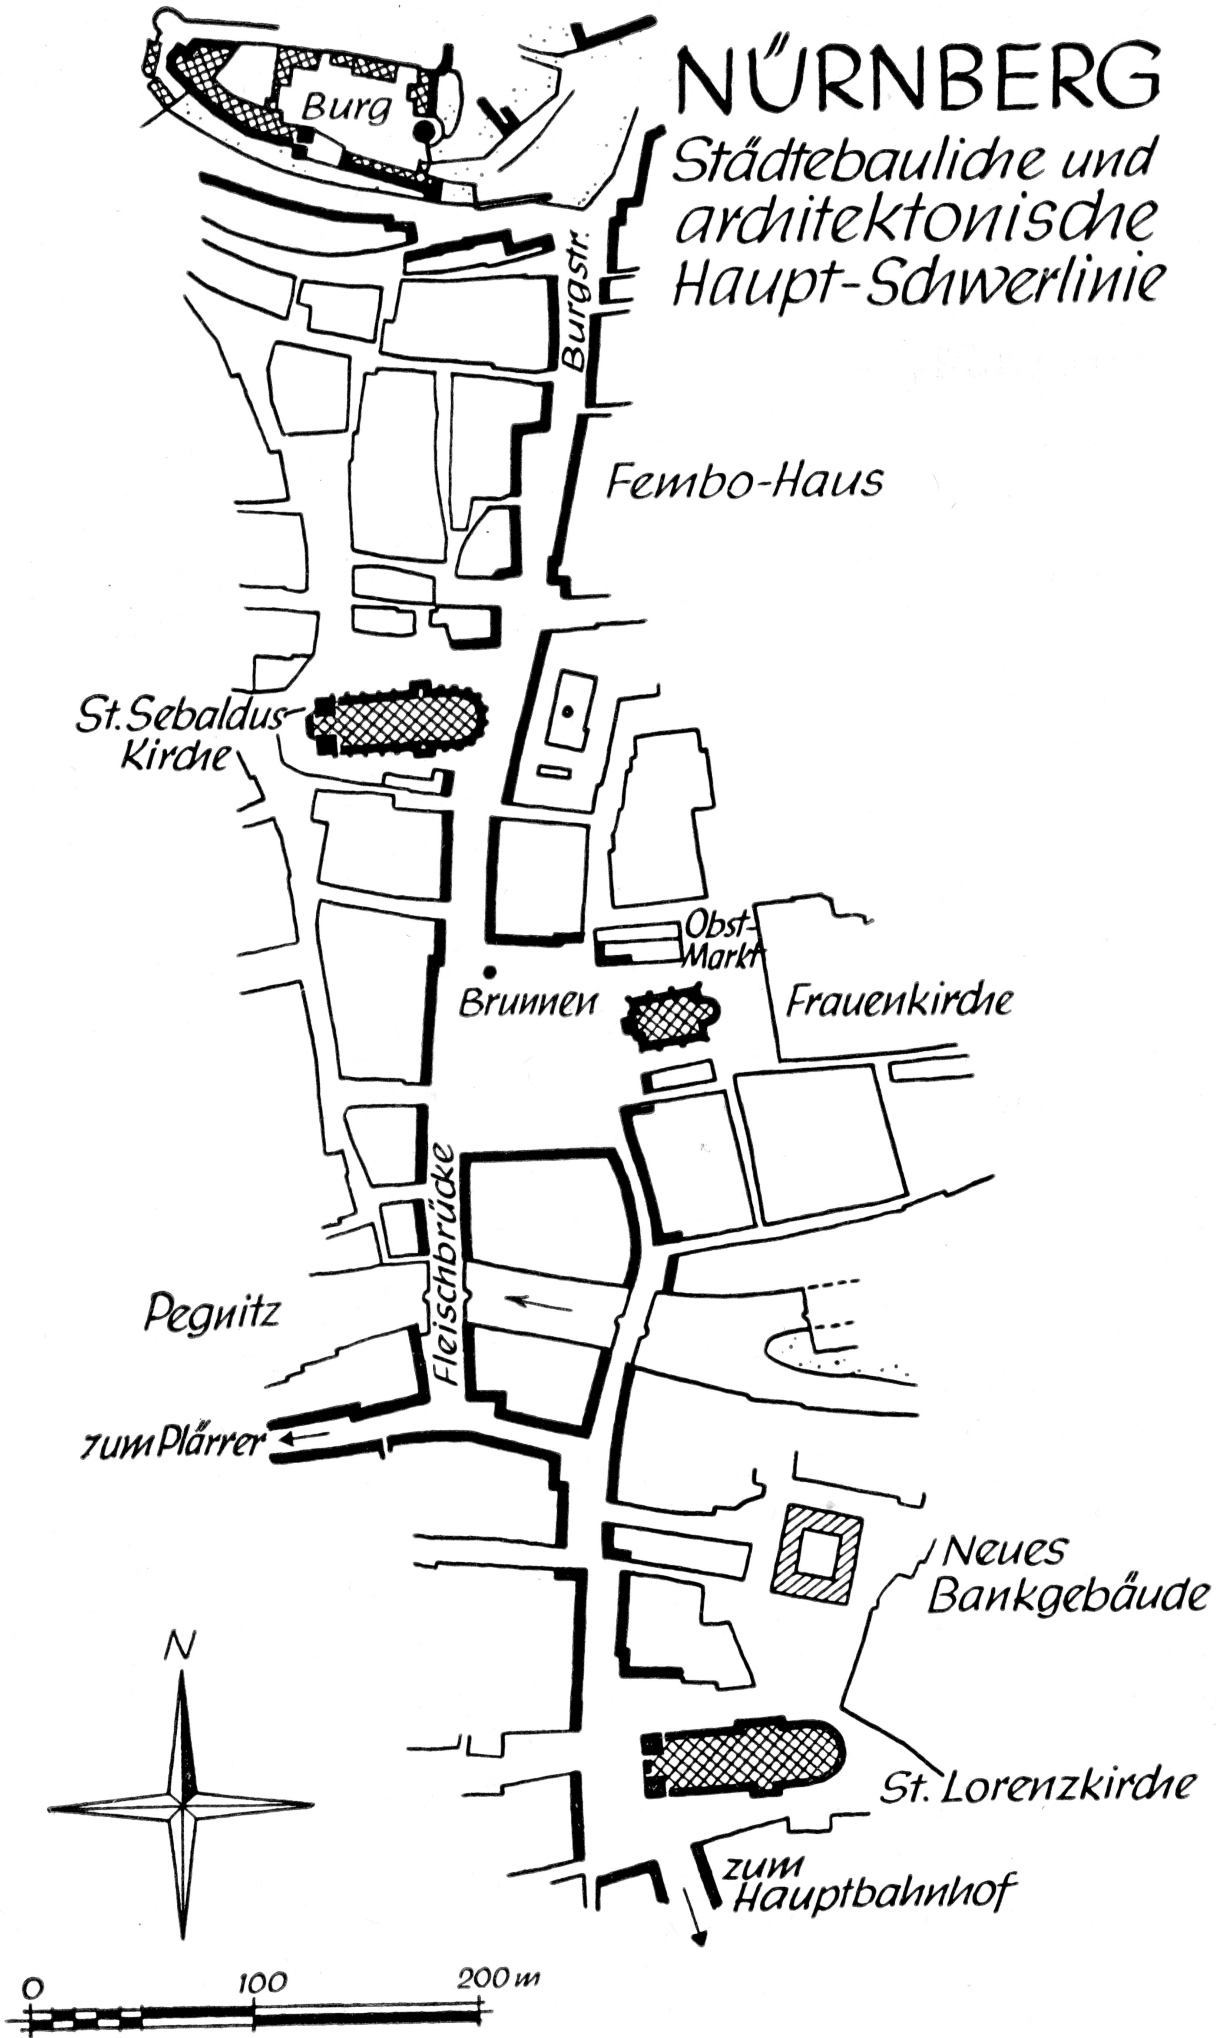 NÜRNBERG
Städtebauliche und
architektonische
Haupt-Schwerlinie
Burg
Burgstr.
Fembo-Haus
St. Sebaldus-
Kirche
Obst-
Markt
Brunnen
Frauenkirche
Fleischbrücke
Pegnitz
zum Plärrer
Neues
Bankgebäude
N
St. Lorenzkirche
zum
Hauptbahnhof
0 100 200 m